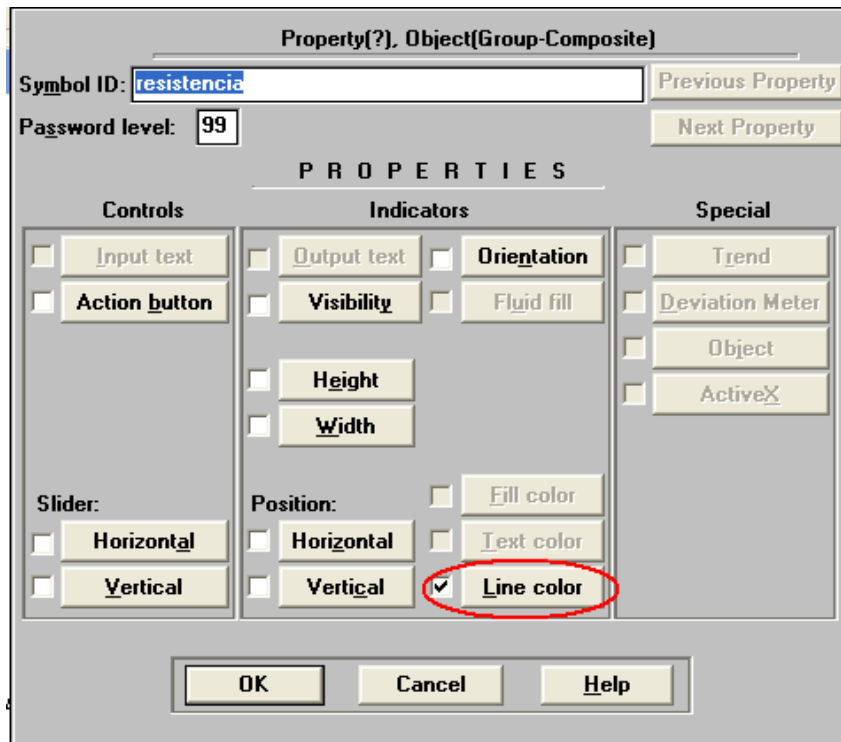 Property(?), Object(Group-Composite)
Symbol ID: resistencia Previous Property
Password level: 99 Next Property
P R O P E R T I E S
Controls Indicators Special
Input text Output text Orientation Trend
Action button Visibility Fluid fill Deviation Meter
Object
Height ActiveX
Width
Slider: Position: Fill color
Horizontal Horizontal Text color
Vertical Vertical Line color
OK Cancel Help